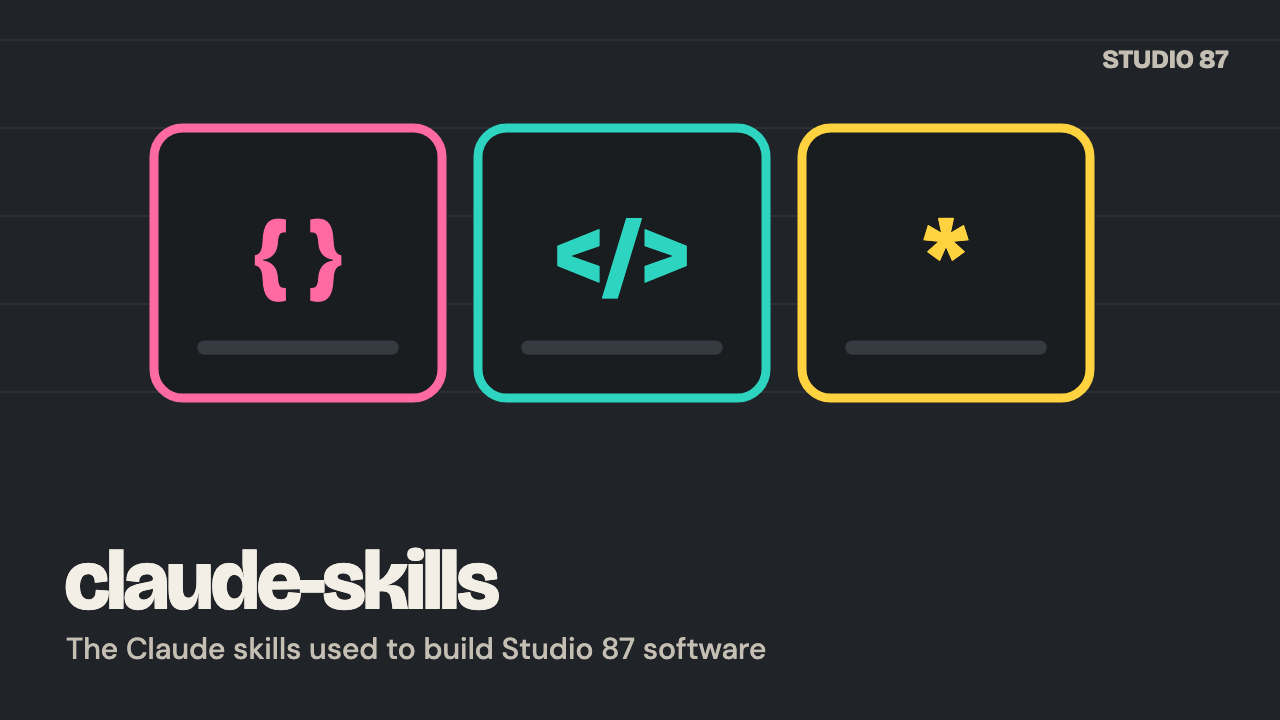 STUDIO 87
{ } </> *
claude-skills
The Claude skills used to build Studio 87 software